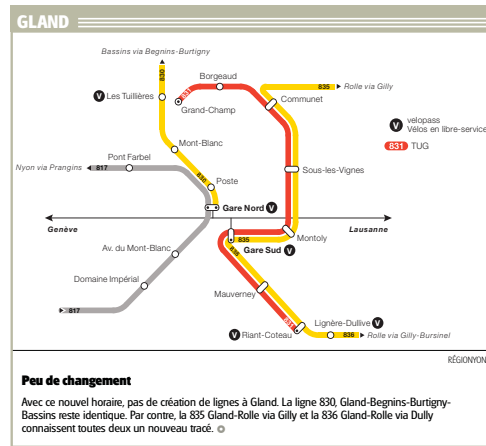 GLAND
Bassins via Begnins-Burtigny
830
V Les Tuillières
Borgeaud
831
Grand-Champ
835 Rolle via Gilly
Communet
V velopass
Vélos en libre-service
831 TUG
Mont-Blanc
Pont Farbel
Nyon via Prangins 817
830
Poste
Sous-les-Vignes
Gare Nord V
Genève
Lausanne
835
Montoly
836
Gare Sud V
Av. du Mont-Blanc
Domaine Impérial
817
Mauverney
831
V Riant-Coteau
Lignère-Dullive V
836 Rolle via Gilly-Bursinel
RÉGIONYON
Peu de changement
Avec ce nouvel horaire, pas de création de lignes à Gland. La ligne 830, Gland-Begnins-Burtigny-
Bassins reste identique. Par contre, la 835 Gland-Rolle via Gilly et la 836 Gland-Rolle via Dully
connaissent toutes deux un nouveau tracé.